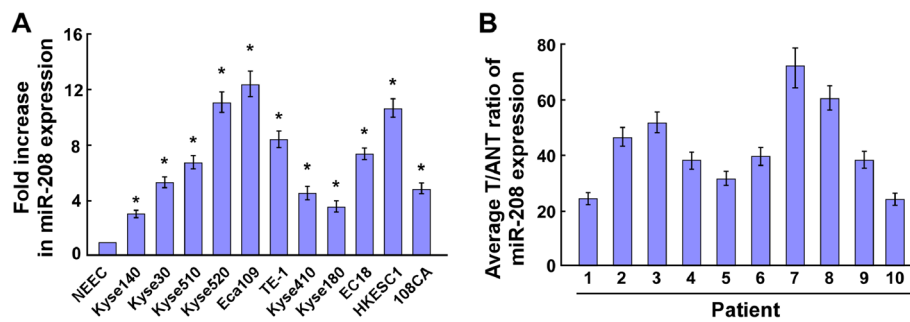 A
Fold increase
in miR-208 expression
16
12
8
4
0
* * * * * * * * * * *
NEEC Kyse140 Kyse30 Kyse510 Kyse520 Eca109 TE-1 Kyse410 Kyse180 EC18 HKESC1 108CA
B
Average T/ANT ratio of
miR-208 expression
80
60
40
20
0
1 2 3 4 5 6 7 8 9 10
Patient